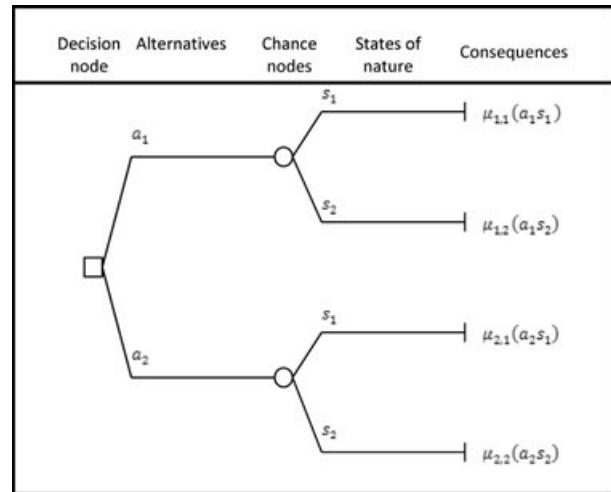 Decision node
Alternatives
Chance nodes
States of nature
Consequences
s₁
μ₁,₁(a₁s₁)
a₁
s₂
μ₁,₂(a₁s₂)
s₁
μ₂,₁(a₂s₁)
a₂
s₂
μ₂,₂(a₂s₂)